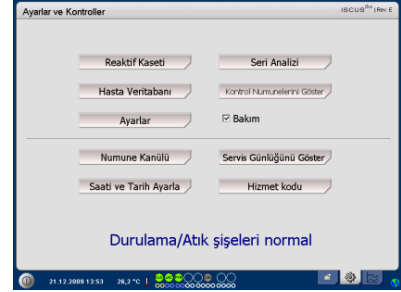 Ayarlar ve Kontroller
ISCUSflex | Rev. E
Reaktif Kaseti
Seri Analizi
Hasta Veritabanı
Kontrol Numunelerini Göster
Ayarlar
Bakım
Numune Kanülü
Servis Günlüğünü Göster
Saati ve Tarih Ayarla
Hizmet kodu
Durulama/Atık şişeleri normal
21.12.2009 13:53 26,2 °C